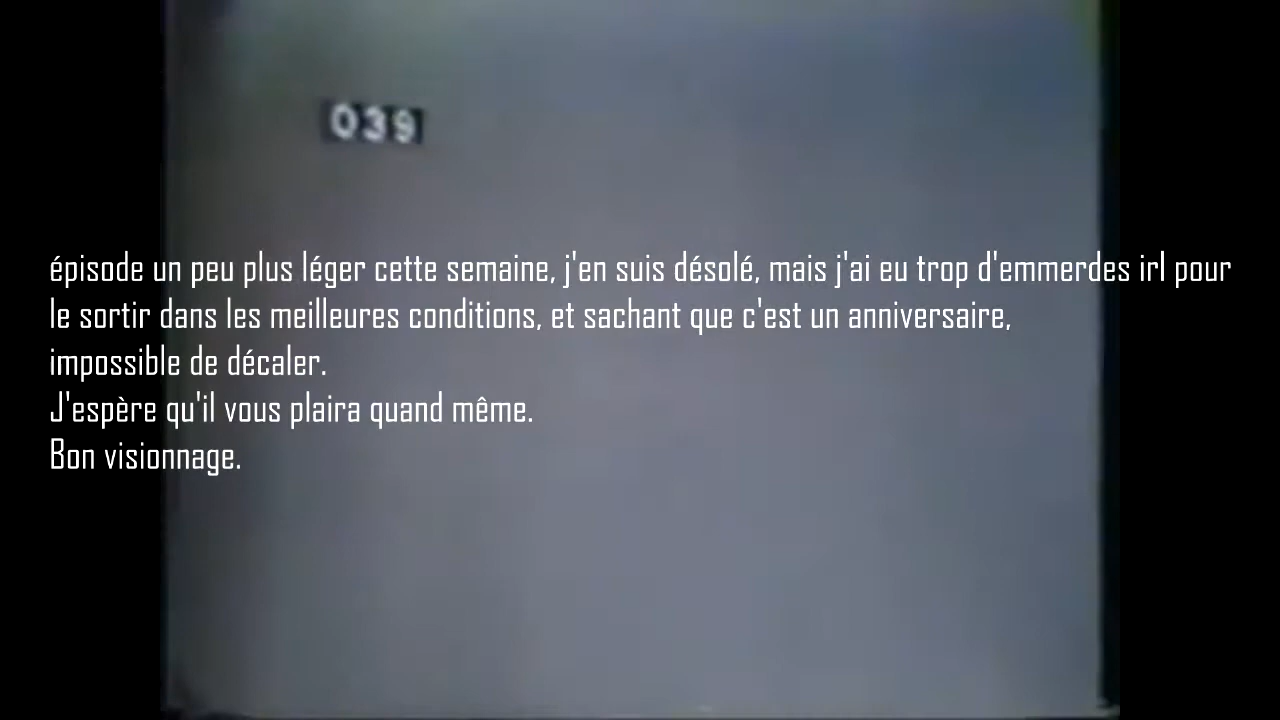 039
épisode un peu plus léger cette semaine, j'en suis désolé, mais j'ai eu trop d'emmerdes irl pour
le sortir dans les meilleures conditions, et sachant que c'est un anniversaire,
impossible de décaler.
J'espère qu'il vous plaira quand même.
Bon visionnage.